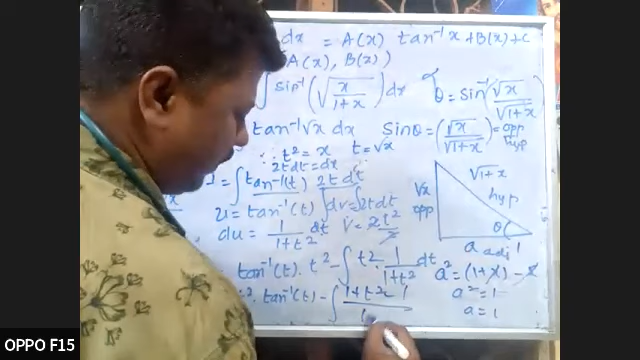 dx = A(x) tan⁻¹x + B(x) + C
A(x), B(x))
∫ sin⁻¹(√(x/(1+x))) dx
θ = sin⁻¹(√x/√(1+x))
tan⁻¹√x dx
sinθ = (√x/√(1+x)) = opp/hyp
∵ t² = x t = √x
2t dt = dx
I = ∫ tan⁻¹(t) 2t dt
u = tan⁻¹(t) ∫dv = ∫2t dt
du = 1/(1+t²) dt v = 2t²/2
√x
opp
√1+x
hyp
θ
a adj 1
tan⁻¹(t). t² - ∫ t² . 1/(1+t²) dt
a² = (1+x) - x
tan⁻¹(t) - ∫ 1+t²-1
a² = 1
a = 1
OPPO F15